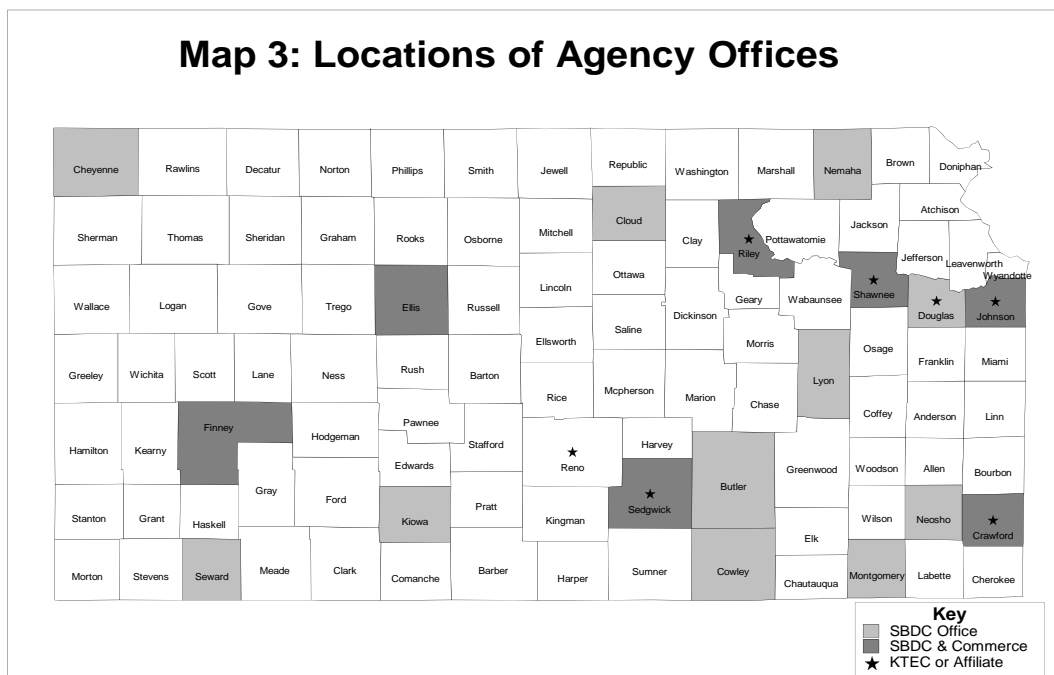 Map 3: Locations of Agency Offices
Cheyenne Rawlins Decatur Norton Phillips Smith Jewell Republic Washington Marshall Nemaha Brown Doniphan
Atchison
Sherman Thomas Sheridan Graham Rooks Osborne Mitchell Cloud Clay Riley Pottawatomie Jackson
Jefferson Leavenworth Wyandotte
Wallace Logan Gove Trego Ellis Russell Lincoln Ottawa Dickinson Geary Wabaunsee Shawnee Douglas Johnson
Saline
Ellsworth Morris Osage Franklin Miami
Greeley Wichita Scott Lane Ness Rush Barton
Rice Mcpherson Marion Chase Lyon Coffey Anderson Linn
Hamilton Kearny Finney Hodgeman Pawnee Stafford
Edwards Reno Harvey Greenwood Woodson Allen Bourbon
Gray Ford Butler
Stanton Grant Haskell Kiowa Pratt Kingman Sedgwick Wilson Neosho Crawford
Elk
Morton Stevens Seward Meade Clark Comanche Barber Harper Sumner Cowley Chautauqua Montgomery Labette Cherokee
Key
SBDC Office
SBDC & Commerce
KTEC or Affiliate